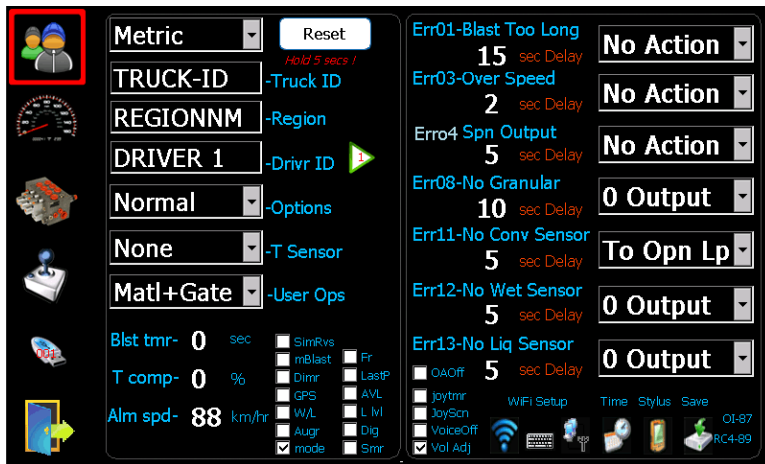 Metric
Reset
Hold 5 secs !
TRUCK-ID -Truck ID
REGIONNM -Region
DRIVER 1 -Drivr ID 1
Normal -Options
None -T Sensor
Matl+Gate -User Ops
Blst tmr- 0 sec
T comp- 0 %
Alm spd- 88 km/hr
SimRvs
mBlast Fr
Dimr LastP
GPS AVL
W/L L lvl
Augr Dig
mode Smr
Err01-Blast Too Long
15 sec Delay No Action
Err03-Over Speed
2 sec Delay No Action
Erro4 Spn Output
5 sec Delay No Action
Err08-No Granular
10 sec Delay 0 Output
Err11-No Conv Sensor
5 sec Delay To Opn Lp
Err12-No Wet Sensor
5 sec Delay 0 Output
Err13-No Liq Sensor
5 sec Delay 0 Output
OAOff
joytmr
JoyScn
VoiceOff
Vol Adj
WiFi Setup Time Stylus Save
OI-87
RC4-89
001